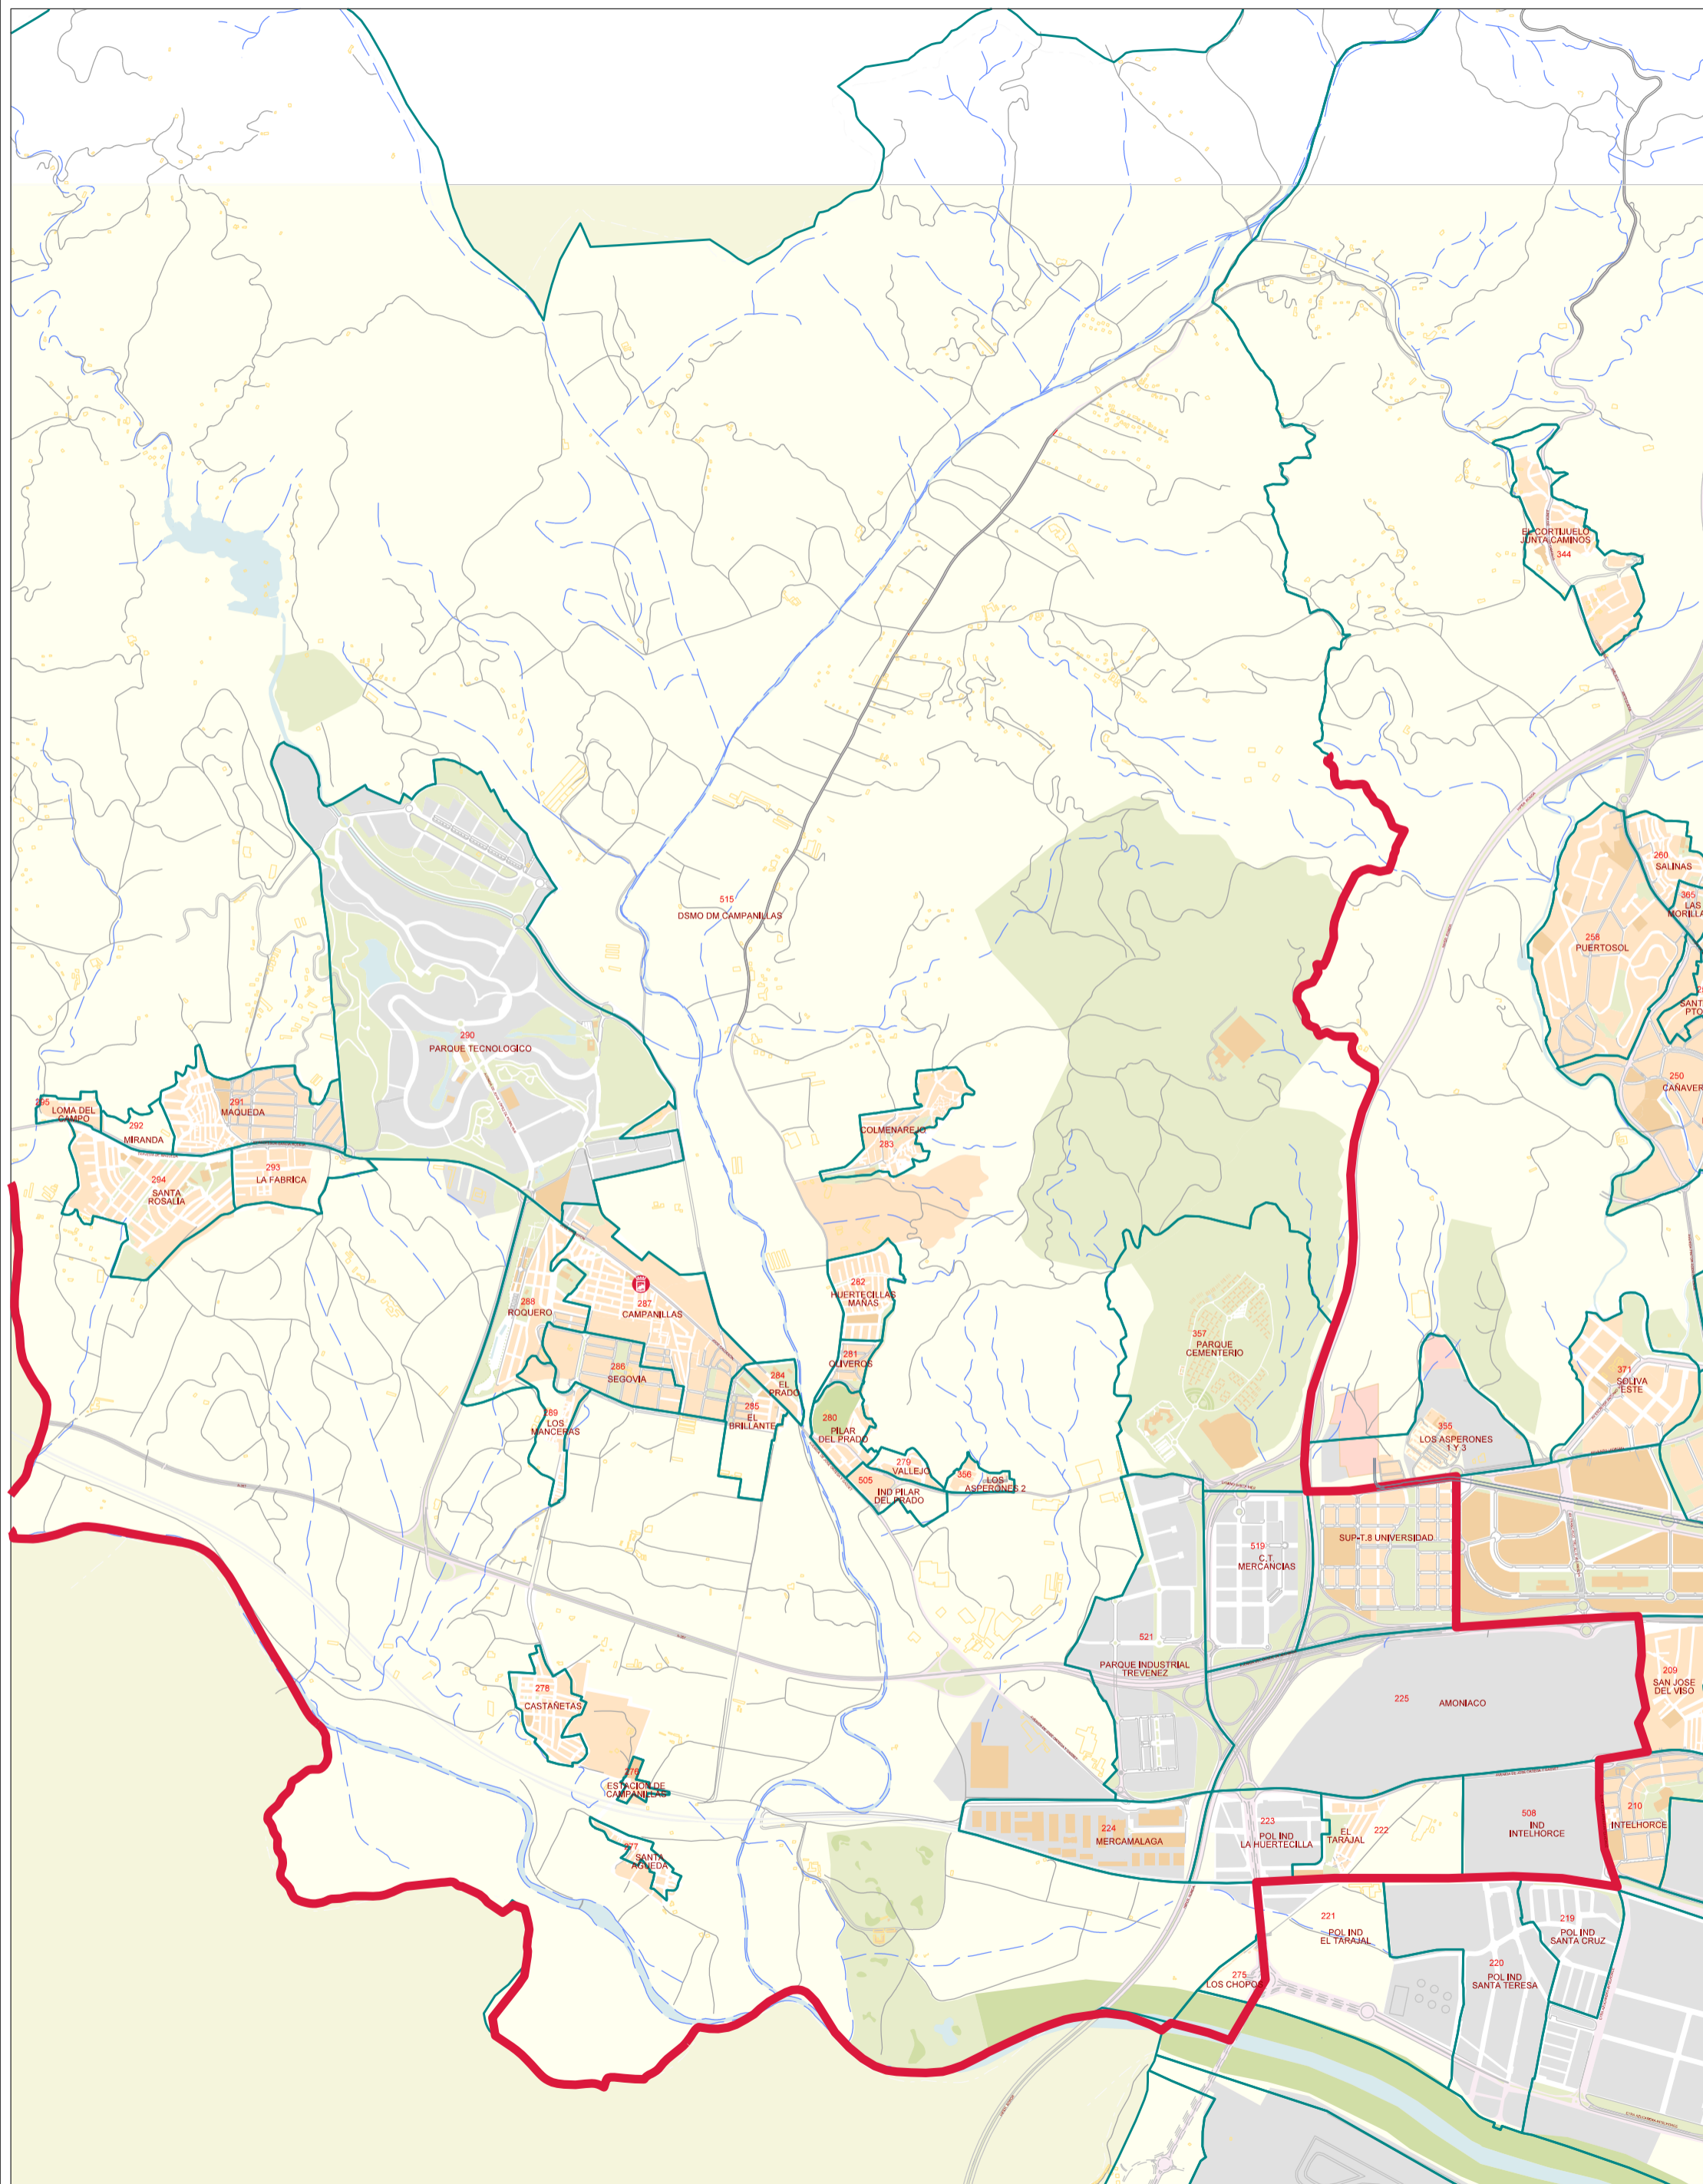 EL CORTIJUELO
JUNTA CAMINOS
344
260
SALINAS
365
LAS
MORILLA
258
PUERTOSOL
SANT
PTO
250
CAÑAVER
515
DSMO DM CAMPANILLAS
290
PARQUE TECNOLOGICO
295
LOMA DEL
CAMPO
292
MIRANDA
291
MAQUEDA
293
LA FABRICA
294
SANTA
ROSALIA
COLMENAREJO
283
282
HUERTECILLAS
MAÑAS
281
OLIVEROS
288
ROQUERO
287
CAMPANILLAS
286
SEGOVIA
284
EL
PRADO
285
EL
BRILLANTE
289
LOS
MANCERAS
280
PILAR
DEL PRADO
279
VALLEJO
505
IND PILAR
DEL PRADO
356
LOS
ASPERONES 2
357
PARQUE
CEMENTERIO
371
SOLIVA
ESTE
355
LOS ASPERONES
1 Y 3
519
C.T.
MERCANCIAS
SUP-T.8 UNIVERSIDAD
521
PARQUE INDUSTRIAL
TREVENEZ
209
SAN JOSE
DEL VISO
225
AMONIACO
278
CASTAÑETAS
276
ESTACION DE
CAMPANILLAS
277
SANTA
AGUEDA
224
MERCAMALAGA
223
POL IND
LA HUERTECILLA
EL
TARAJAL
222
508
IND
INTELHORCE
210
INTELHORCE
221
POL IND
EL TARAJAL
219
POL IND
SANTA CRUZ
220
POL IND
SANTA TERESA
275
LOS CHOPOS